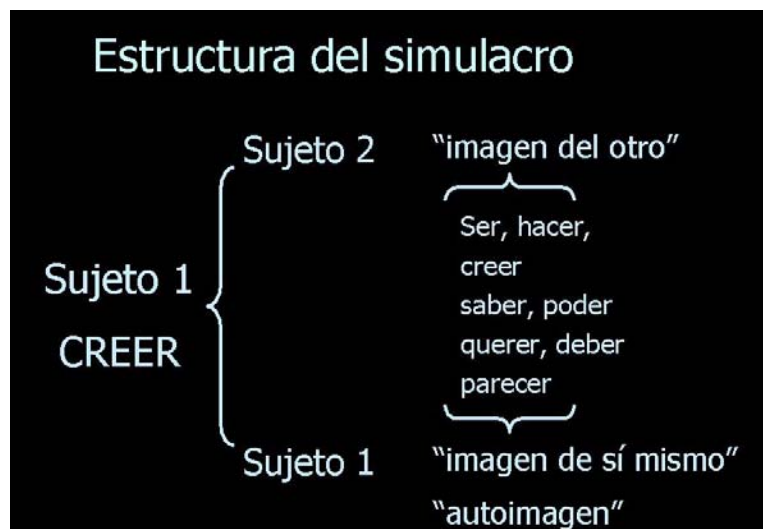 Estructura del simulacro
Sujeto 2 “imagen del otro”
Ser, hacer,
creer
Sujeto 1
saber, poder
CREER
querer, deber
parecer
Sujeto 1 “imagen de sí mismo”
“autoimagen”